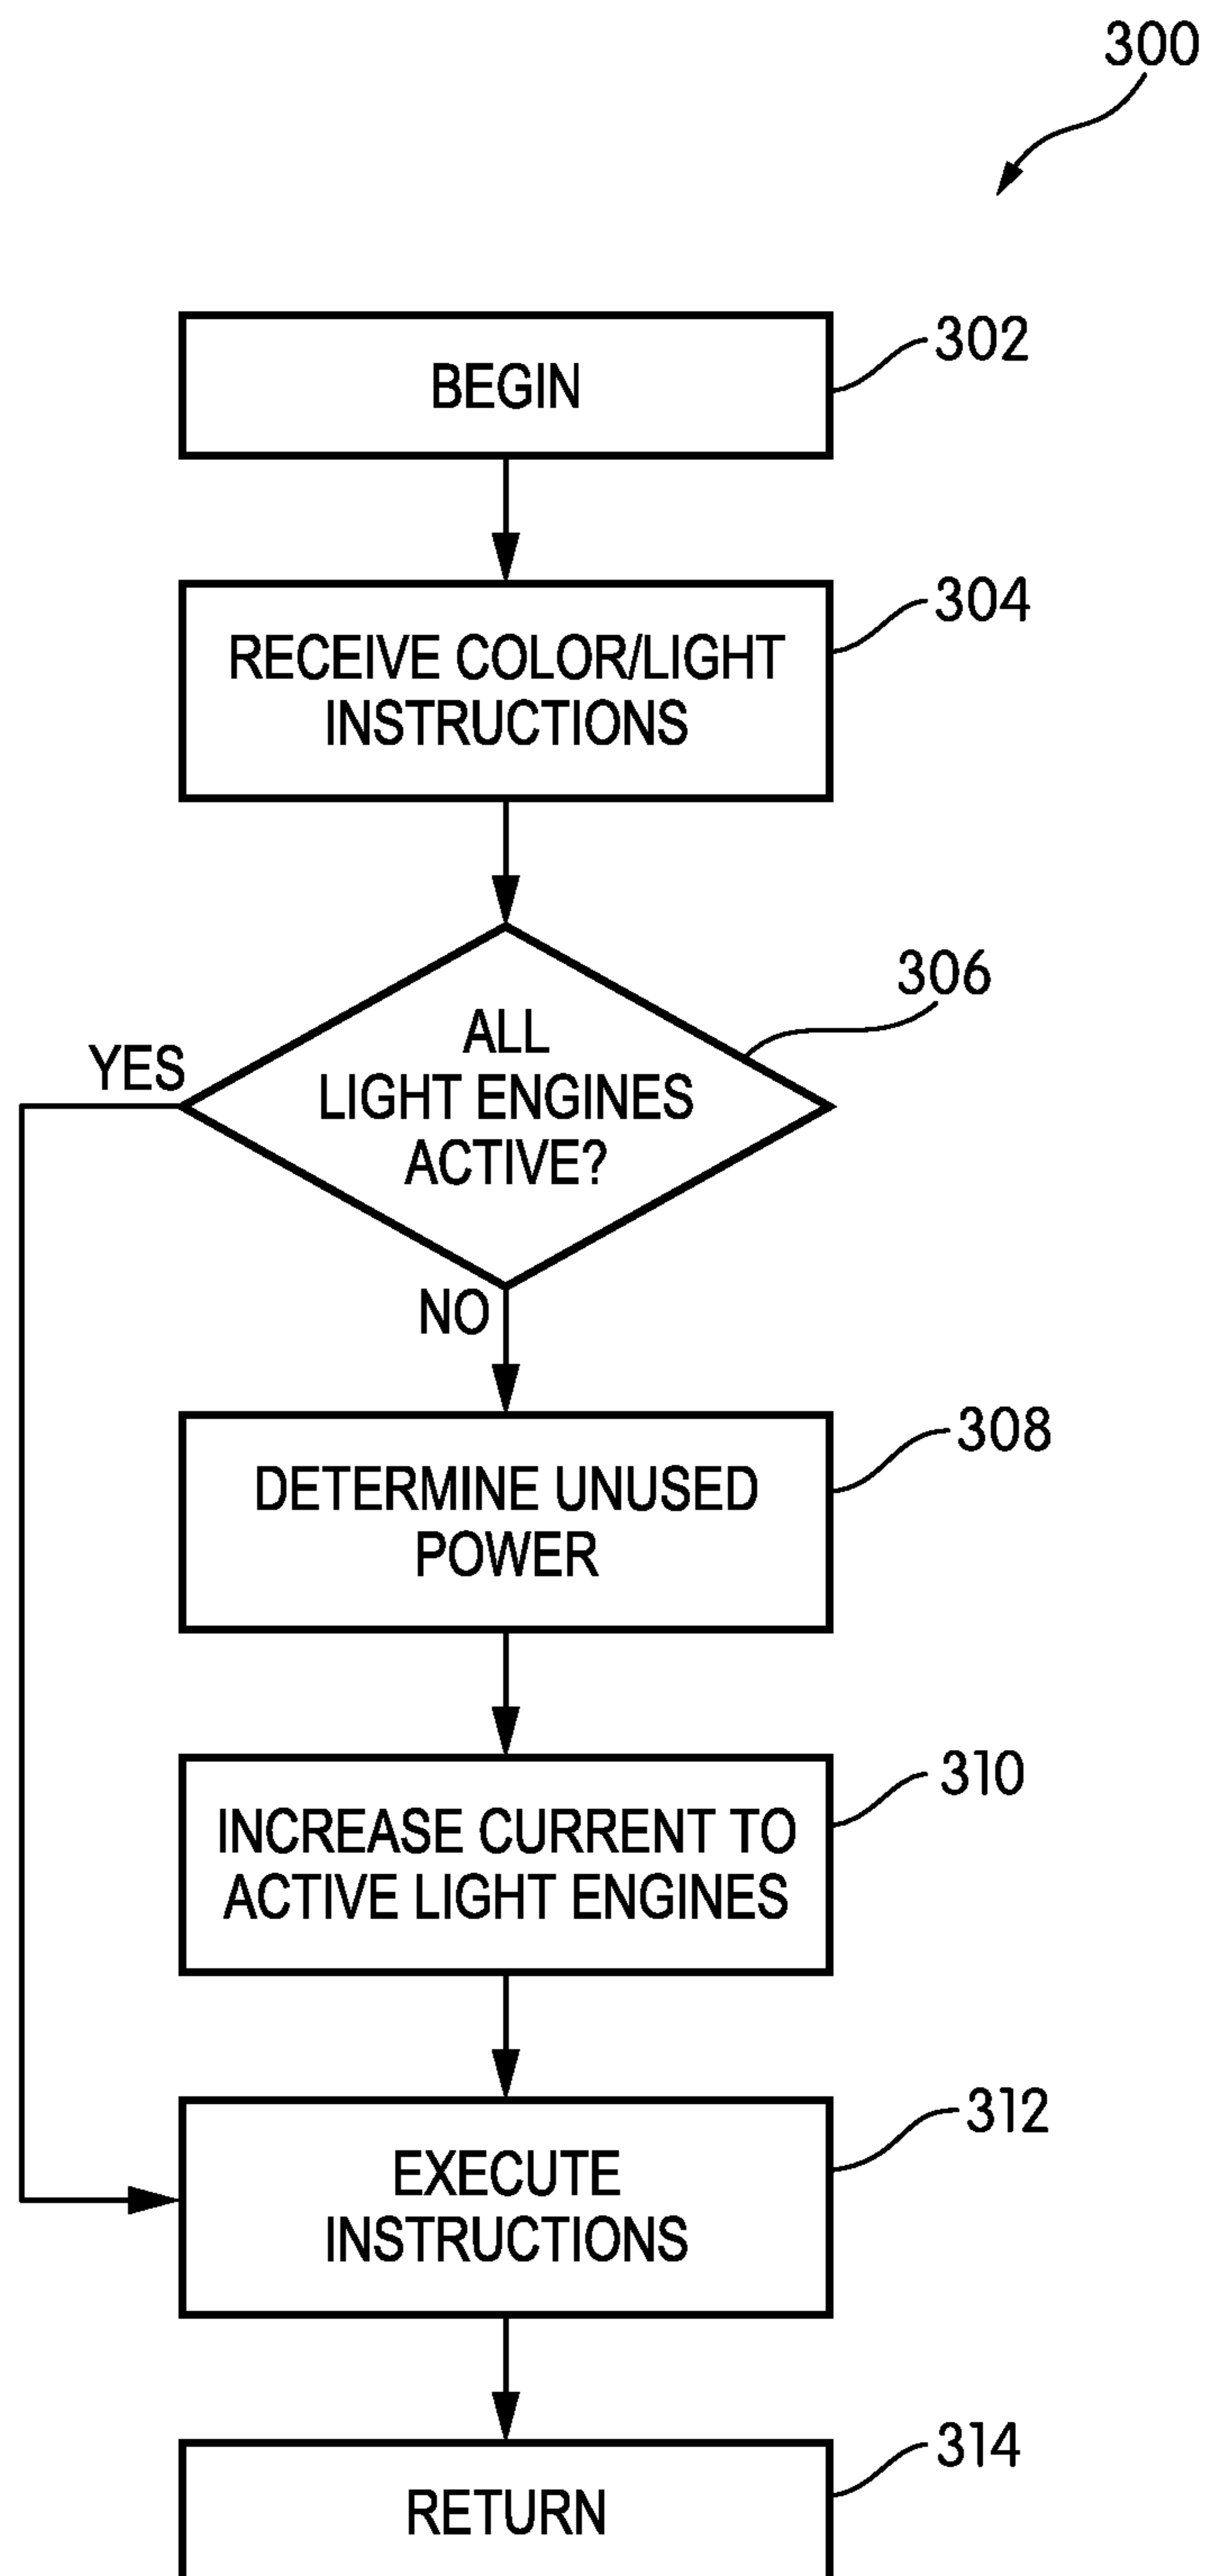 300
BEGIN
302
RECEIVE COLOR/LIGHT
INSTRUCTIONS
304
ALL
LIGHT ENGINES
ACTIVE?
306
YES
NO
DETERMINE UNUSED
POWER
308
INCREASE CURRENT TO
ACTIVE LIGHT ENGINES
310
EXECUTE
INSTRUCTIONS
312
RETURN
314